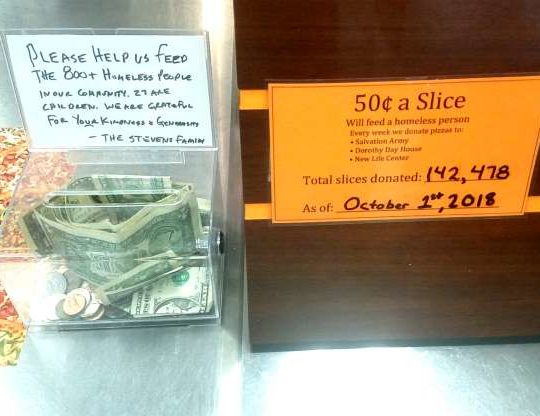 PLEASE HELP US FEED
THE 800+ HOMELESS PEOPLE
IN OUR COMMUNITY. 27 ARE
CHILDREN. WE ARE GRATEFUL
FOR YOUR KINDNESS & GENEROSITY
- THE STEVENS FAMILY
50¢ a Slice
Will feed a homeless person
Every week we donate pizzas to:
• Salvation Army
• Dorothy Day House
• New Life Center
Total slices donated: 142,478
As of: October 1st, 2018